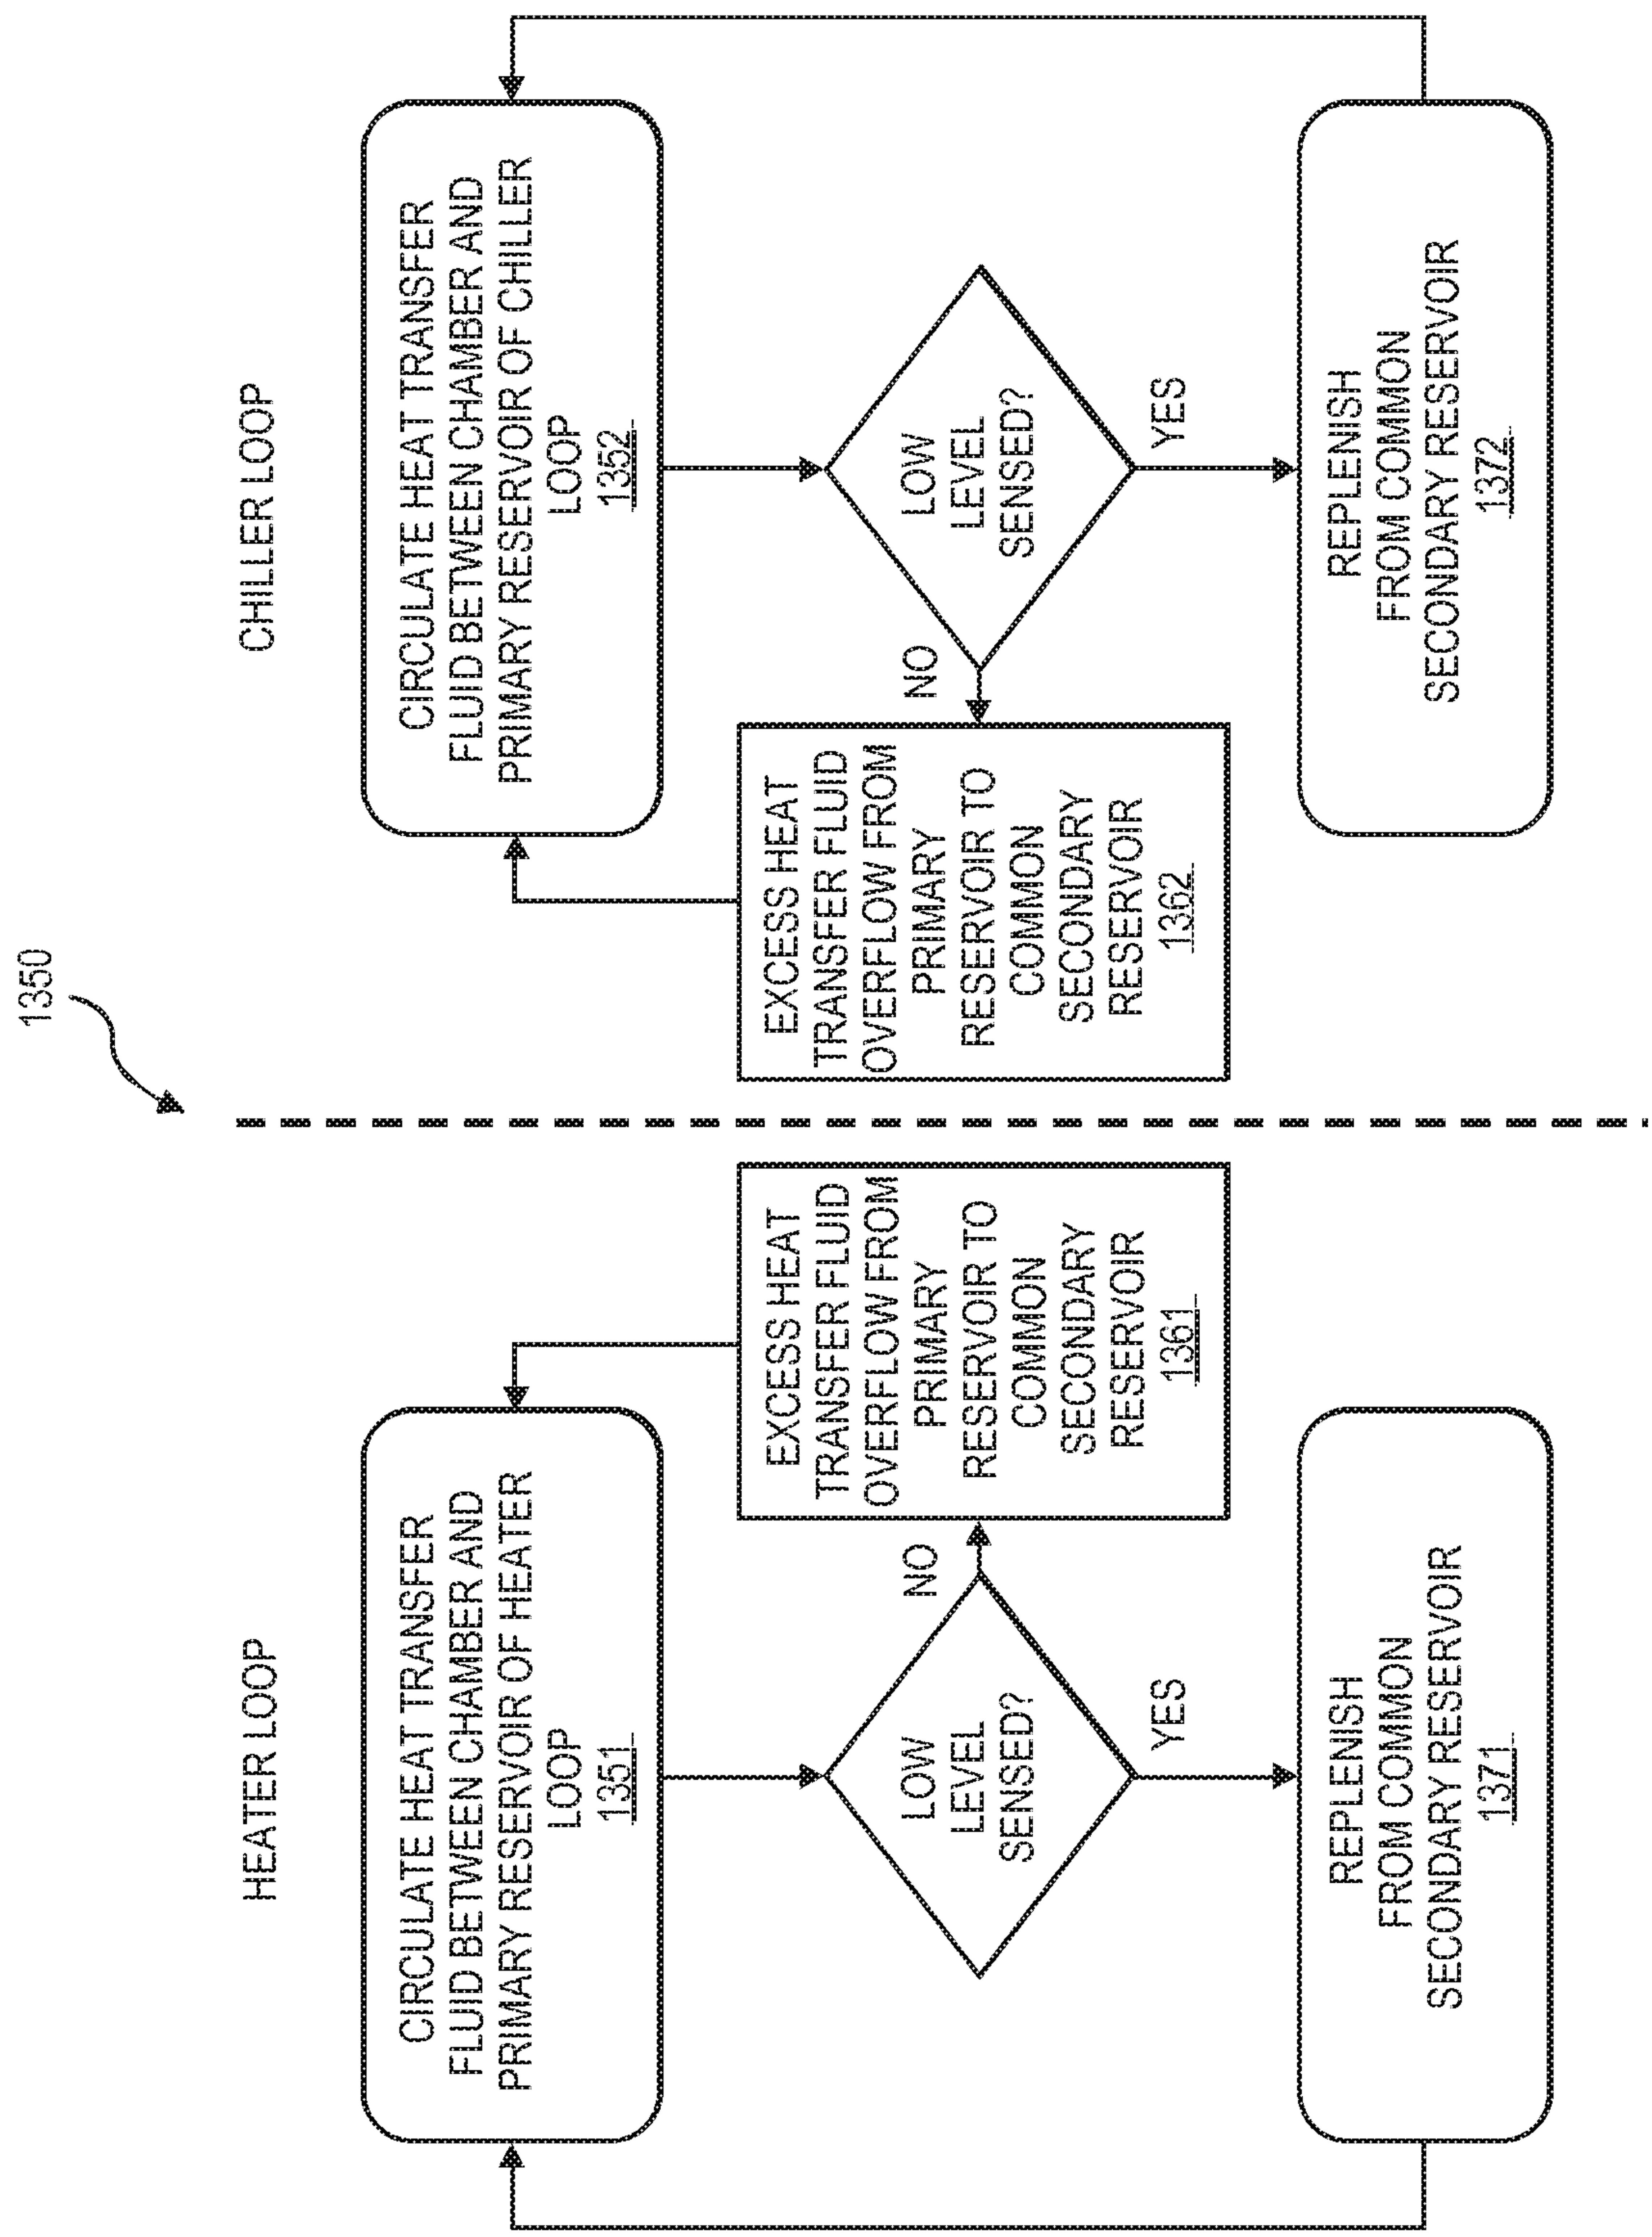 1350
HEATER LOOP
CIRCULATE HEAT TRANSFER
FLUID BETWEEN CHAMBER AND
PRIMARY RESERVOIR OF HEATER
LOOP
1351
LOW
LEVEL
SENSED?
NO
YES
EXCESS HEAT
TRANSFER FLUID
OVERFLOW FROM
PRIMARY
RESERVOIR TO
COMMON
SECONDARY
RESERVOIR
1361
REPLENISH
FROM COMMON
SECONDARY RESERVOIR
1371
CHILLER LOOP
CIRCULATE HEAT TRANSFER
FLUID BETWEEN CHAMBER AND
PRIMARY RESERVOIR OF CHILLER
LOOP
1352
LOW
LEVEL
SENSED?
NO
YES
EXCESS HEAT
TRANSFER FLUID
OVERFLOW FROM
PRIMARY
RESERVOIR TO
COMMON
SECONDARY
RESERVOIR
1362
REPLENISH
FROM COMMON
SECONDARY RESERVOIR
1372